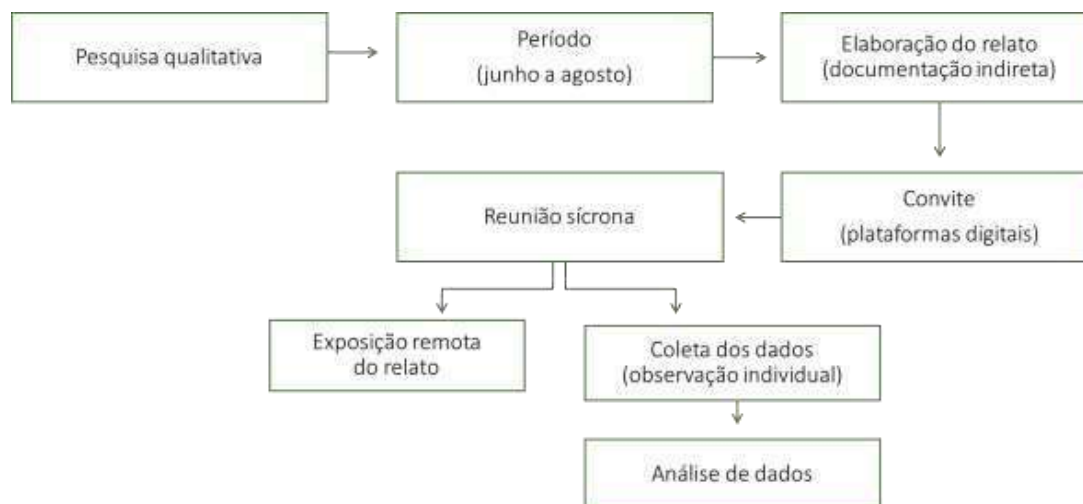 Pesquisa qualitativa
Período
(junho a agosto)
Elaboração do relato
(documentação indireta)
Convite
(plataformas digitais)
Reunião sícrona
Exposição remota
do relato
Coleta dos dados
(observação individual)
Análise de dados